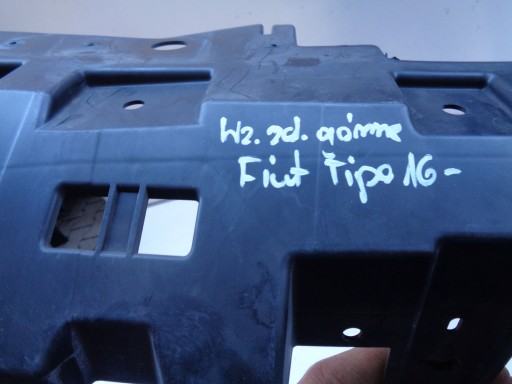 Wz. zd. górne
Fiat Tipo 16-